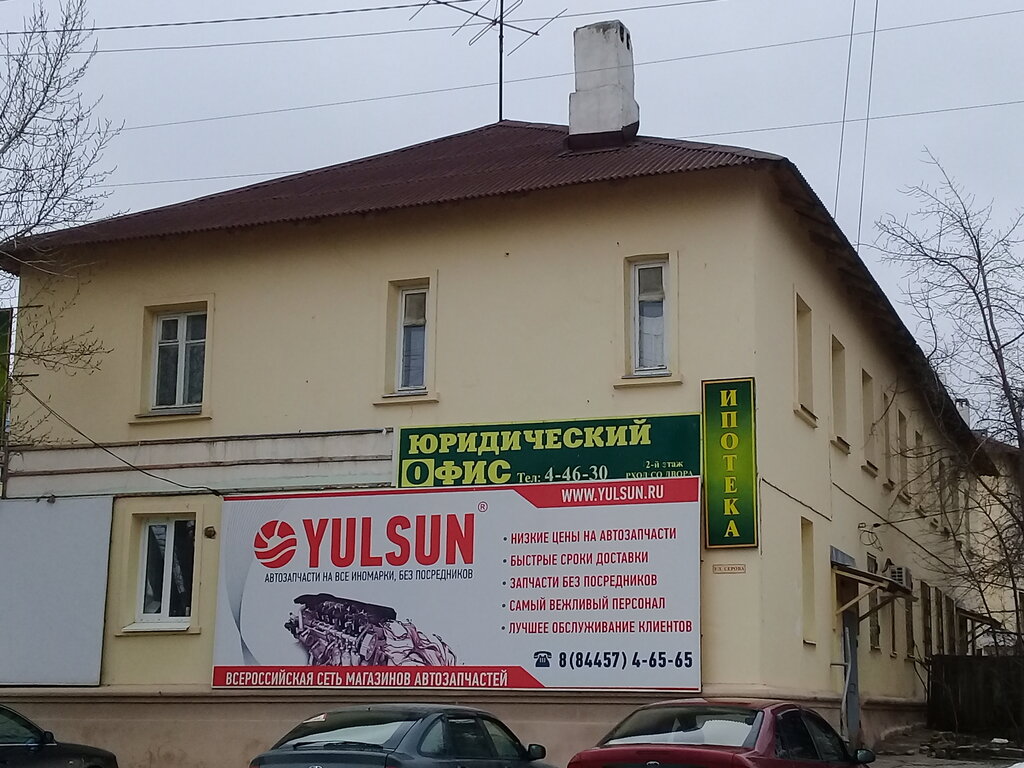 ЮРИДИЧЕСКИЙ
ОФИС Тел: 4-46-30
2-й этаж
ВХОД СО ДВОРА
ИПОТЕКА
WWW.YULSUN.RU
YULSUN®
АВТОЗАПЧАСТИ НА ВСЕ ИНОМАРКИ, БЕЗ ПОСРЕДНИКОВ
• НИЗКИЕ ЦЕНЫ НА АВТОЗАПЧАСТИ
• БЫСТРЫЕ СРОКИ ДОСТАВКИ
• ЗАПЧАСТИ БЕЗ ПОСРЕДНИКОВ
• САМЫЙ ВЕЖЛИВЫЙ ПЕРСОНАЛ
• ЛУЧШЕЕ ОБСЛУЖИВАНИЕ КЛИЕНТОВ
☎ 8(84457) 4-65-65
ВСЕРОССИЙСКАЯ СЕТЬ МАГАЗИНОВ АВТОЗАПЧАСТЕЙ
УЛ. СЕРОВА